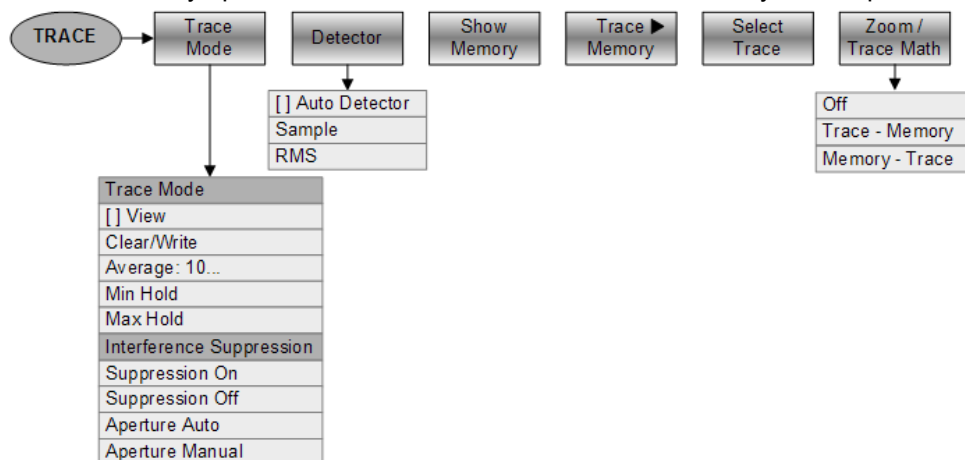 TRACE
Trace
Mode
Detector
Show
Memory
Trace ▶
Memory
Select
Trace
Zoom /
Trace Math
[ ] Auto Detector
Sample
RMS
Off
Trace - Memory
Memory - Trace
Trace Mode
[ ] View
Clear/Write
Average: 10...
Min Hold
Max Hold
Interference Suppression
Suppression On
Suppression Off
Aperture Auto
Aperture Manual